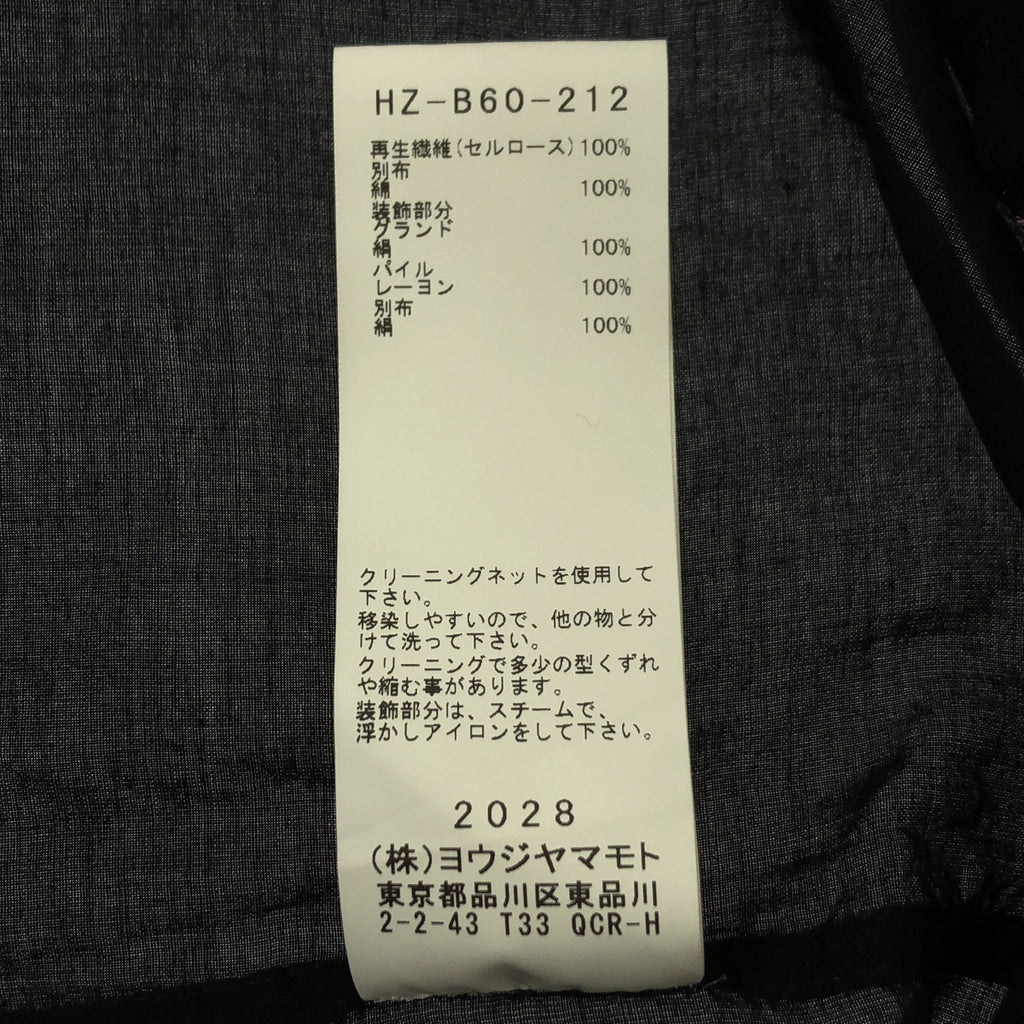 HZ-B60-212
再生繊維(セルロース)100%
別布
綿 100%
装飾部分
グランド
絹 100%
パイル
レーヨン 100%
別布
絹 100%
クリーニングネットを使用して
下さい。
移染しやすいので、他の物と分
けて洗って下さい。
クリーニングで多少の型くずれ
や縮む事があります。
装飾部分は、スチームで、
浮かしアイロンをして下さい。
2028
(株)ヨウジヤマモト
東京都品川区東品川
2-2-43 T33 QCR-H